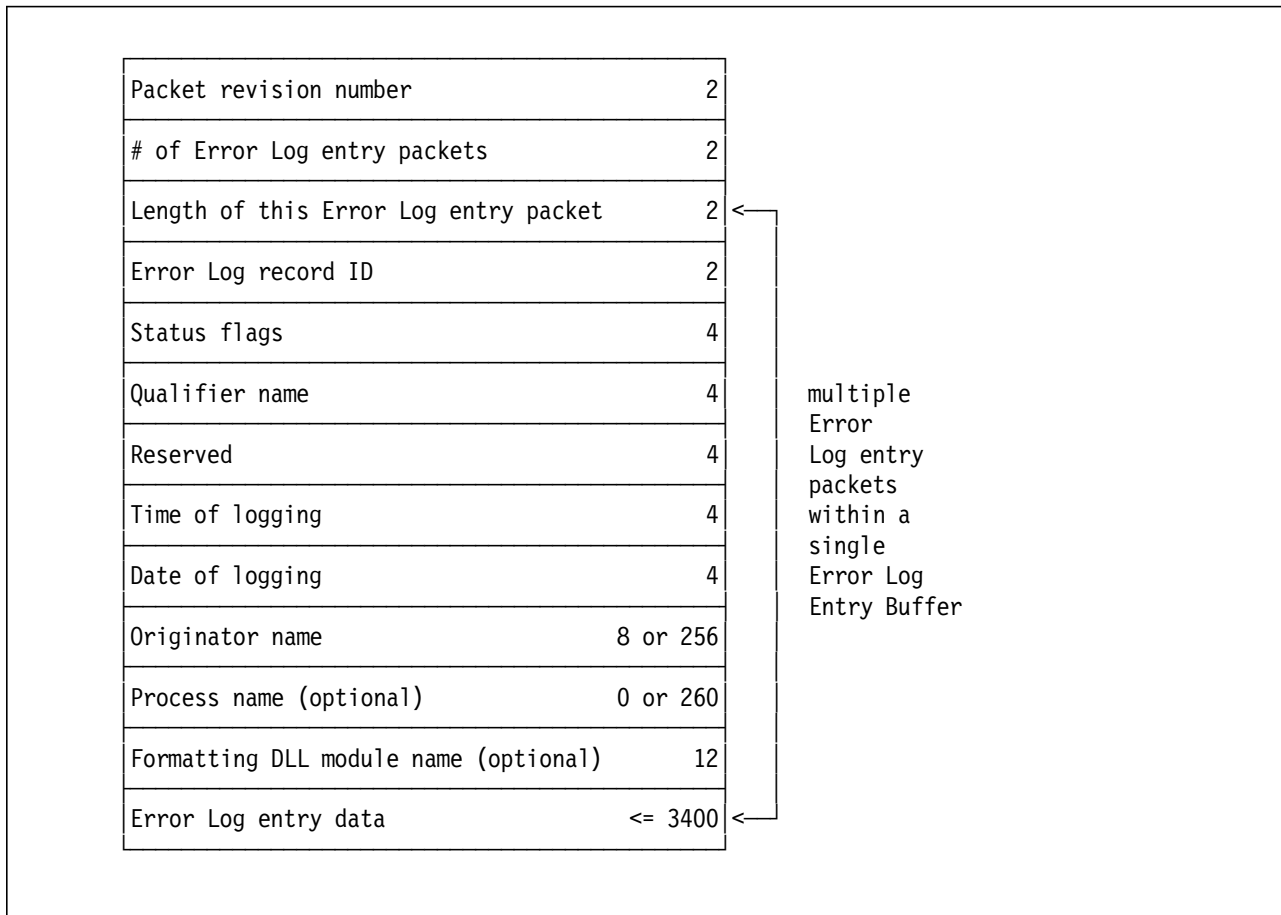 Packet revision number 2
# of Error Log entry packets 2
Length of this Error Log entry packet 2 <
Error Log record ID 2
Status flags 4
Qualifier name 4
Reserved 4
Time of logging 4
Date of logging 4
Originator name 8 or 256
Process name (optional) 0 or 260
Formatting DLL module name (optional) 12
Error Log entry data <= 3400 <
multiple
Error
Log entry
packets
within a
single
Error Log
Entry Buffer